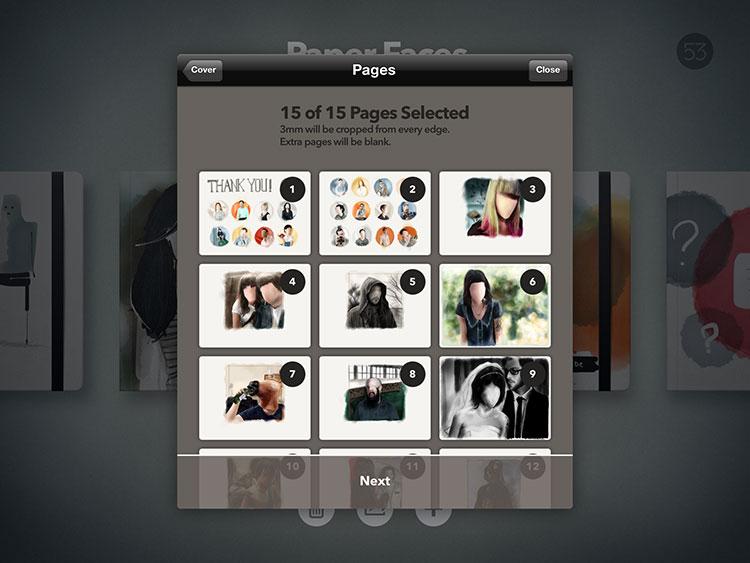 Paper Faces
53
Cover
Pages
Close
15 of 15 Pages Selected
3mm will be cropped from every edge.
Extra pages will be blank.
THANK YOU!
1
2
3
4
5
6
7
8
9
10
11
12
Next
?
?